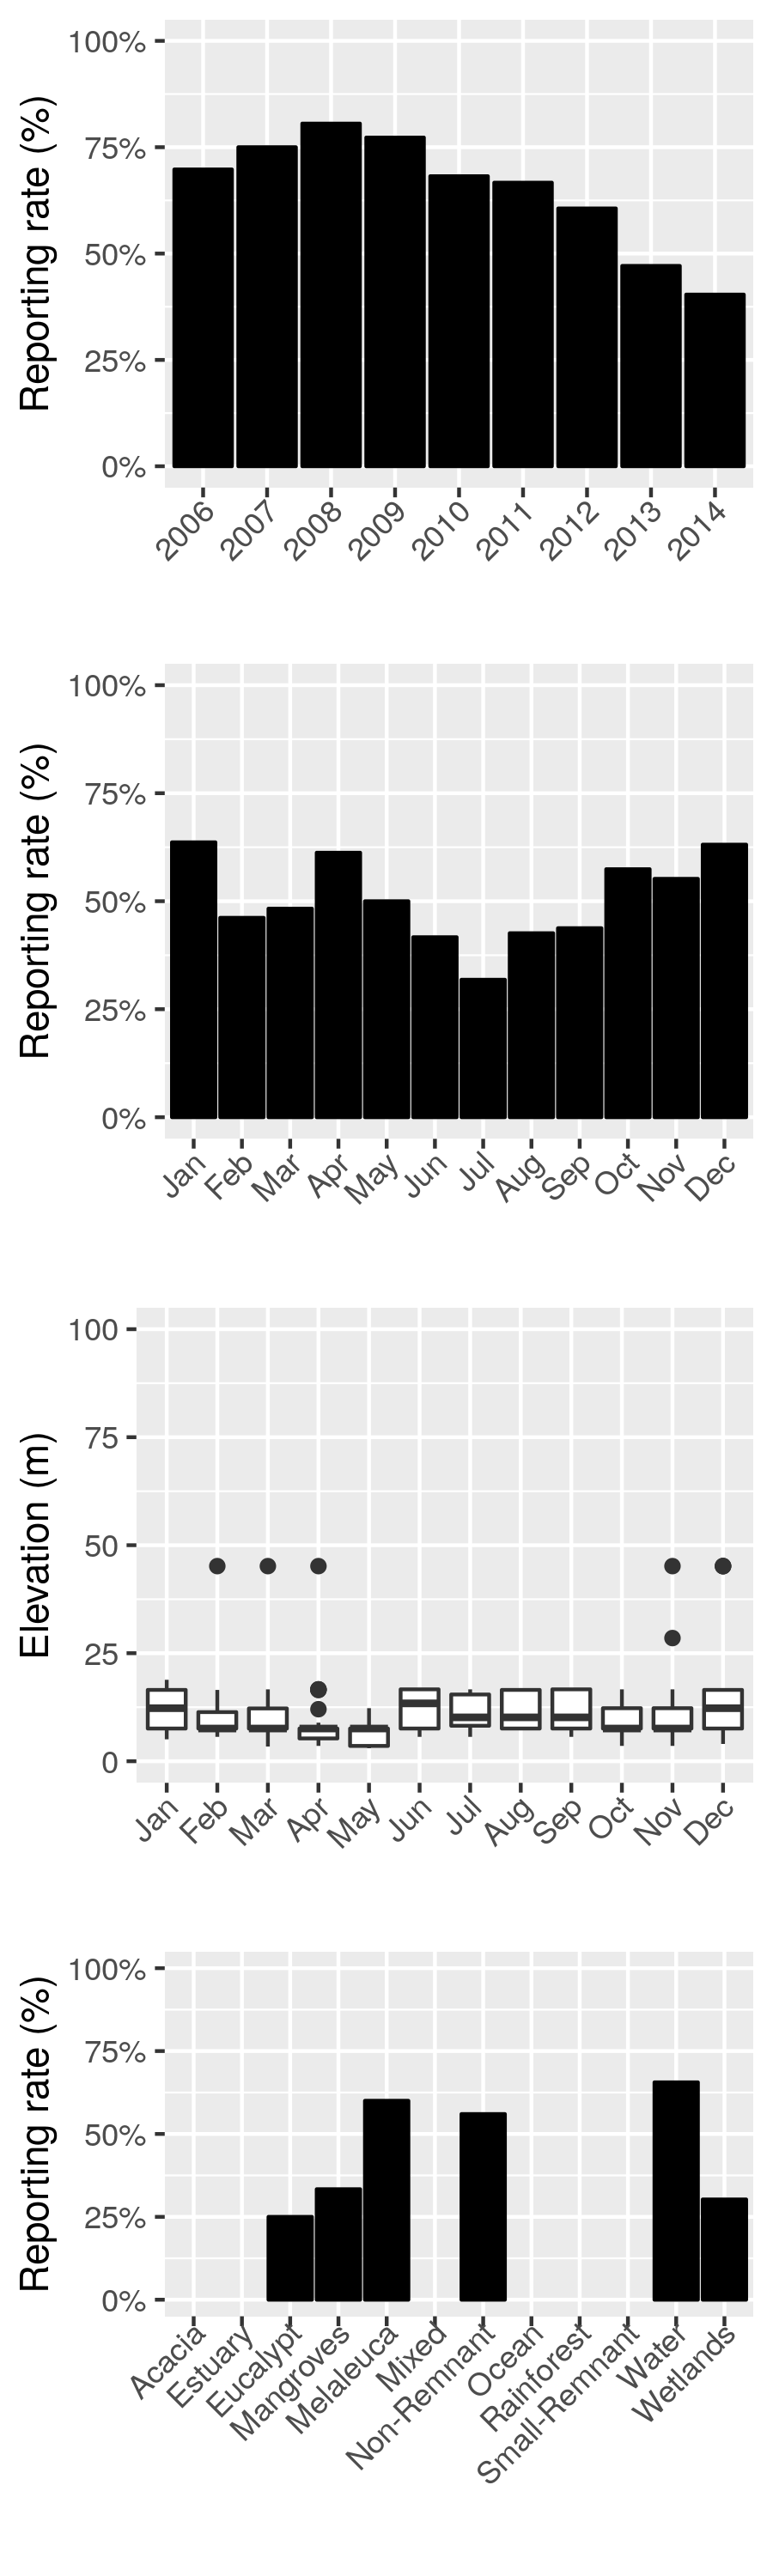 Reporting rate (%)
100%
75%
50%
25%
0%
2006 2007 2008 2009 2010 2011 2012 2013 2014
Reporting rate (%)
100%
75%
50%
25%
0%
Jan Feb Mar Apr May Jun Jul Aug Sep Oct Nov Dec
Elevation (m)
100
75
50
25
0
Jan Feb Mar Apr May Jun Jul Aug Sep Oct Nov Dec
Reporting rate (%)
100%
75%
50%
25%
0%
Acacia Estuary Eucalypt Mangroves Melaleuca Mixed Non-Remnant Ocean Rainforest Small-Remnant Water Wetlands